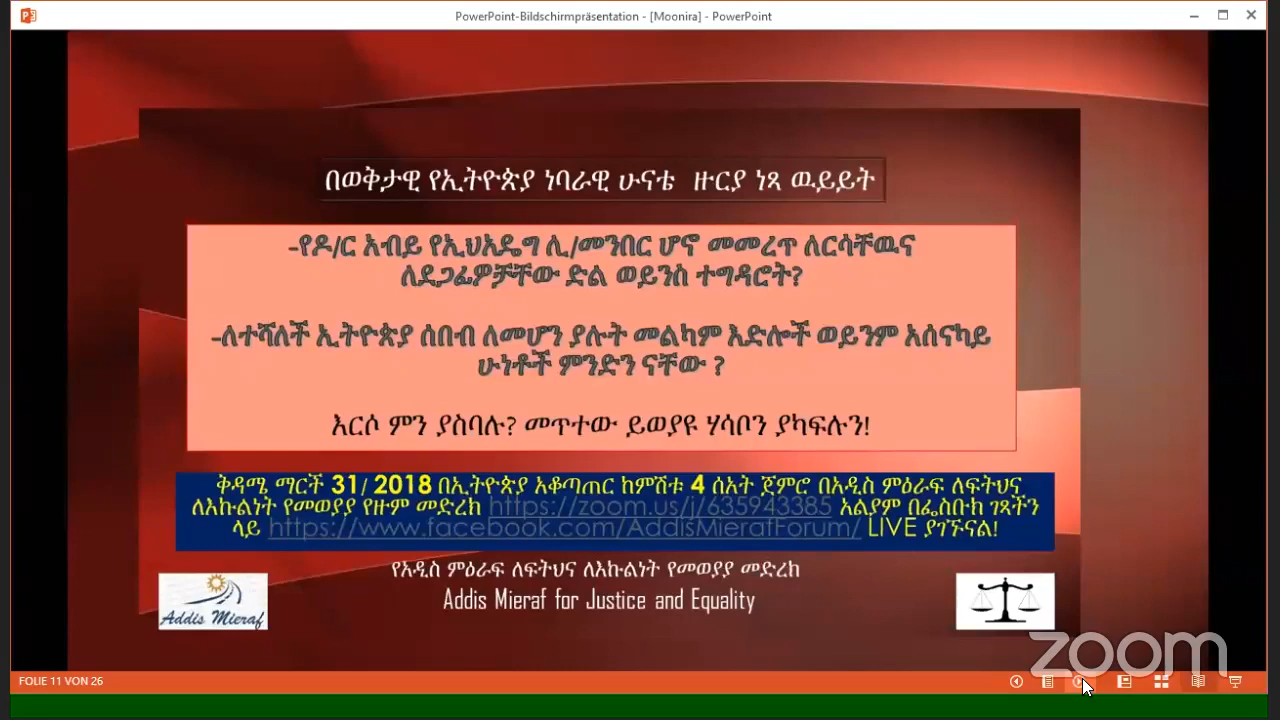 PowerPoint-Bildschirmpräsentation - [Moonira] - PowerPoint
በወቅታዊ የኢትዮጵያ ነባራዊ ሁናቴ ዙርያ ነጻ ዉይይት
-የዶ/ር አብይ የኢህአዴግ ሊ/መንበር ሆኖ መመረጥ ለርሳቸዉና
ለደጋፊዎቻቸው ድል ወይንስ ተግዳሮት?
-ለተሻለች ኢትዮጵያ ሰበብ ለመሆን ያሉት መልካም እድሎች ወይንም አሰናካይ
ሁነቶች ምንድን ናቸው ?
እርሶ ምን ያስባሉ? መጥተው ይወያዩ ሃሳቦን ያካፍሉን!
ቅዳሜ ማርች 31/ 2018 በኢትዮጵያ አቆጣጠር ከምሽቱ 4 ሰአት ጀምሮ በአዲስ ምዕራፍ ለፍትህና
ለእኩልነት የመወያያ የዙም መድረክ https://zoom.us/j/635943385 አልያም በፌስቡክ ገጻችን
ላይ https://www.facebook.com/AddisMierafForum/ LIVE ያገኙናል!
የአዲስ ምዕራፍ ለፍትህና ለእኩልነት የመወያያ መድረክ
Addis Mieraf for Justice and Equality
Addis Mieraf
zoom
FOLIE 11 VON 26